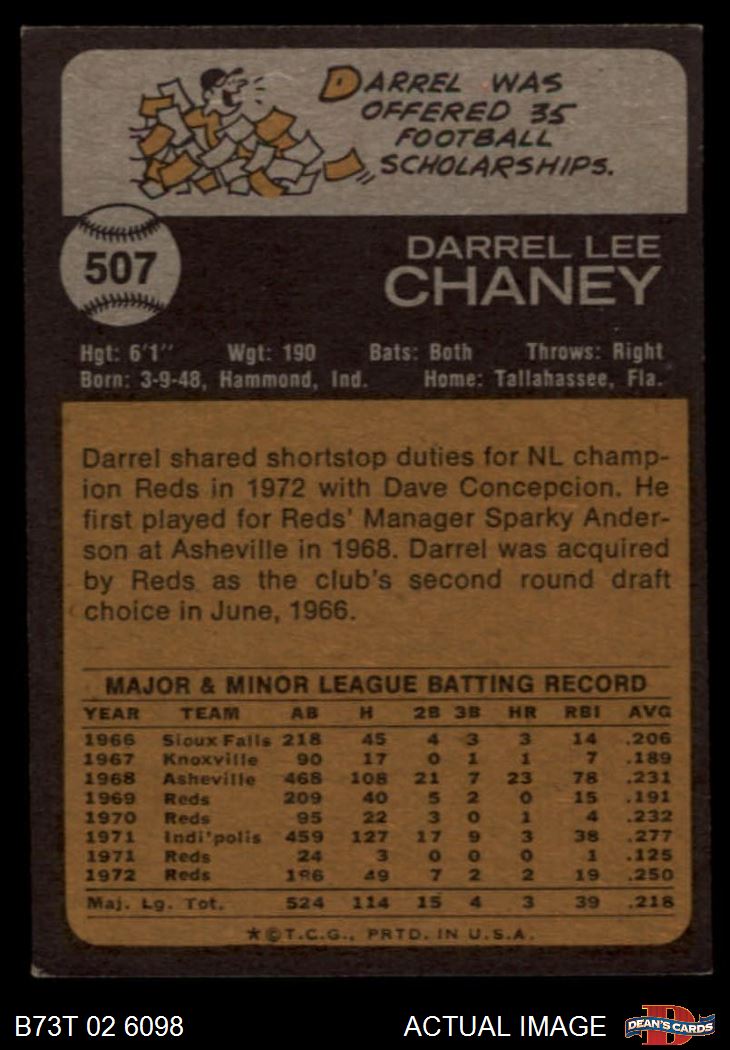 DARREL WAS
OFFERED 35
FOOTBALL
SCHOLARSHIPS.
507
DARREL LEE
CHANEY
Hgt: 6'1" Wgt: 190 Bats: Both Throws: Right
Born: 3-9-48, Hammond, Ind. Home: Tallahassee, Fla.
Darrel shared shortstop duties for NL champ-
ion Reds in 1972 with Dave Concepcion. He
first played for Reds' Manager Sparky Ander-
son at Asheville in 1968. Darrel was acquired
by Reds as the club's second round draft
choice in June, 1966.
MAJOR & MINOR LEAGUE BATTING RECORD
YEAR TEAM AB H 2B 3B HR RBI AVG
1966 Sioux Falls 218 45 4 3 3 14 .206
1967 Knoxville 90 17 0 1 1 7 .189
1968 Asheville 468 108 21 7 23 78 .231
1969 Reds 209 40 5 2 0 15 .191
1970 Reds 95 22 3 0 1 4 .232
1971 Indi'polis 459 127 17 9 3 38 .277
1971 Reds 24 3 0 0 0 1 .125
1972 Reds 196 49 7 2 2 19 .250
Maj. Lg. Tot. 524 114 15 4 3 39 .218
★©T.C.G., PRTD. IN U.S.A.
B73T 02 6098 ACTUAL IMAGE DEAN'S CARDS